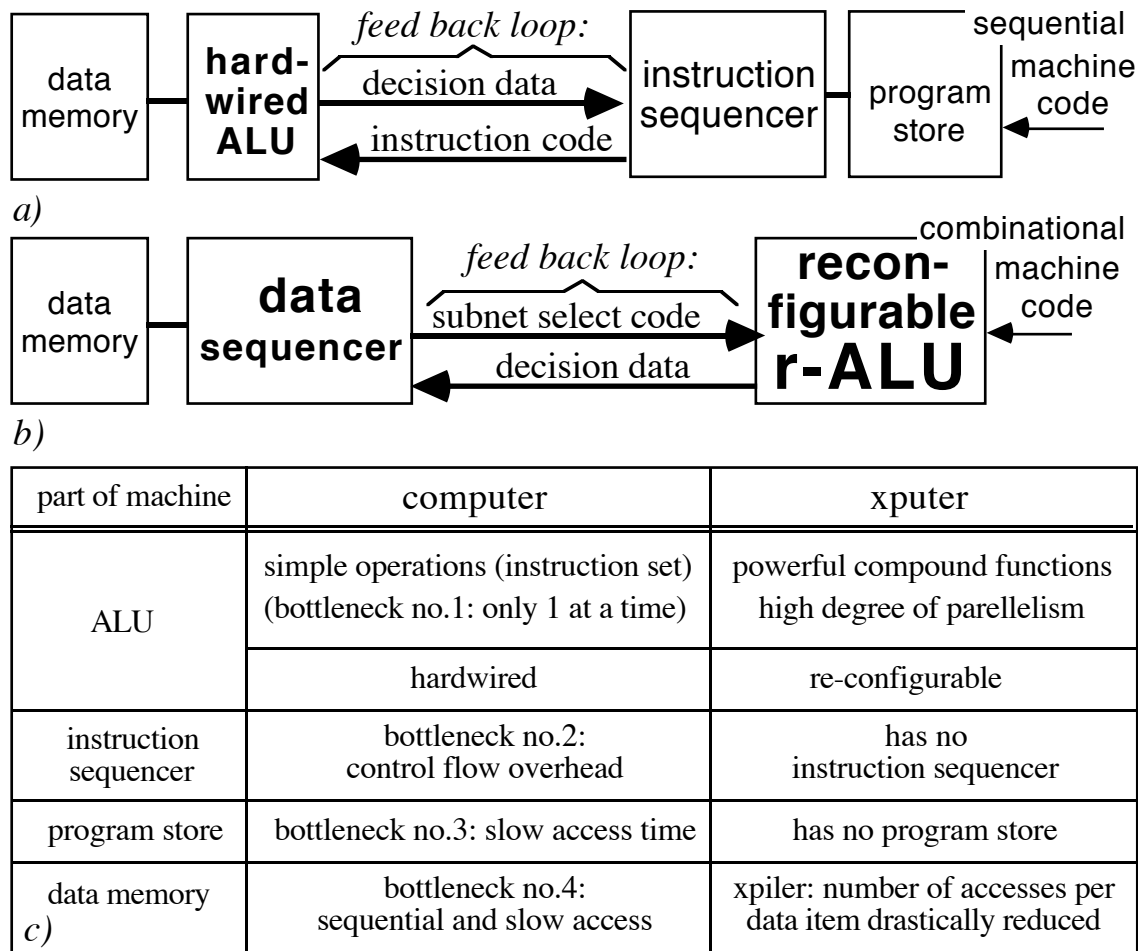 data
memory
hard-
wired
ALU
feed back loop:
decision data
instruction code
instruction
sequencer
program
store
sequential
machine
code
a)
data
memory
data
sequencer
feed back loop:
subnet select code
decision data
recon-
figurable
r-ALU
combinational
machine
code
b)
part of machine computer xputer
ALU
simple operations (instruction set)
(bottleneck no.1: only 1 at a time)
powerful compound functions
high degree of parellelism
hardwired re-configurable
instruction
sequencer
bottleneck no.2:
control flow overhead
has no
instruction sequencer
program store bottleneck no.3: slow access time has no program store
data memory
bottleneck no.4:
sequential and slow access
xpiler: number of accesses per
data item drastically reduced
c)